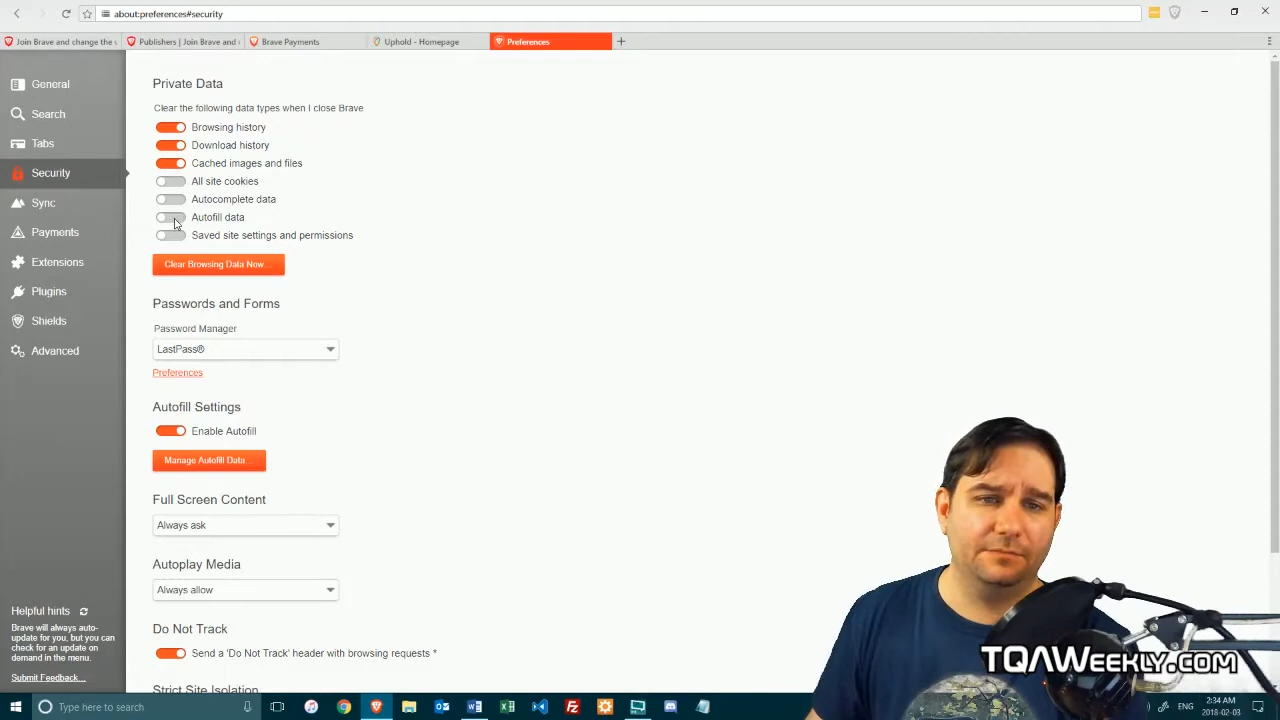 about:preferences#security
Join Brave and change the w
Publishers | Join Brave and
Brave Payments
Uphold - Homepage
Preferences
General
Search
Tabs
Security
Sync
Payments
Extensions
Plugins
Shields
Advanced
Helpful hints
Brave will always auto-
update for you, but you can
check for an update on
demand in the menu.
Submit Feedback...
Private Data
Clear the following data types when I close Brave
Browsing history
Download history
Cached images and files
All site cookies
Autocomplete data
Autofill data
Saved site settings and permissions
Clear Browsing Data Now...
Passwords and Forms
Password Manager
LastPass®
Preferences
Autofill Settings
Enable Autofill
Manage Autofill Data...
Full Screen Content
Always ask
Autoplay Media
Always allow
Do Not Track
Send a 'Do Not Track' header with browsing requests *
Strict Site Isolation
TQAWeekly.com
Type here to search
2:34 AM
2018-02-03